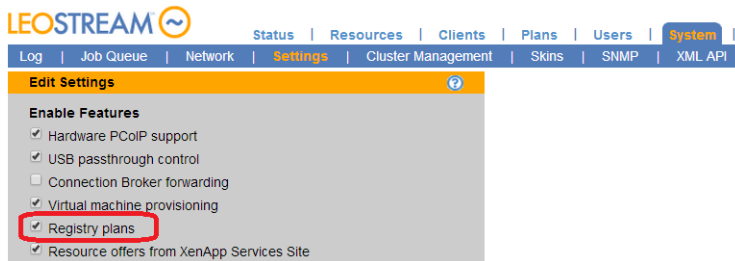 LEOSTREAM
Status | Resources | Clients | Plans | Users | System |
Log | Job Queue | Network | Settings | Cluster Management | Skins | SNMP | XML API
Edit Settings ?
Enable Features
Hardware PCoIP support
USB passthrough control
Connection Broker forwarding
Virtual machine provisioning
Registry plans
Resource offers from XenApp Services Site